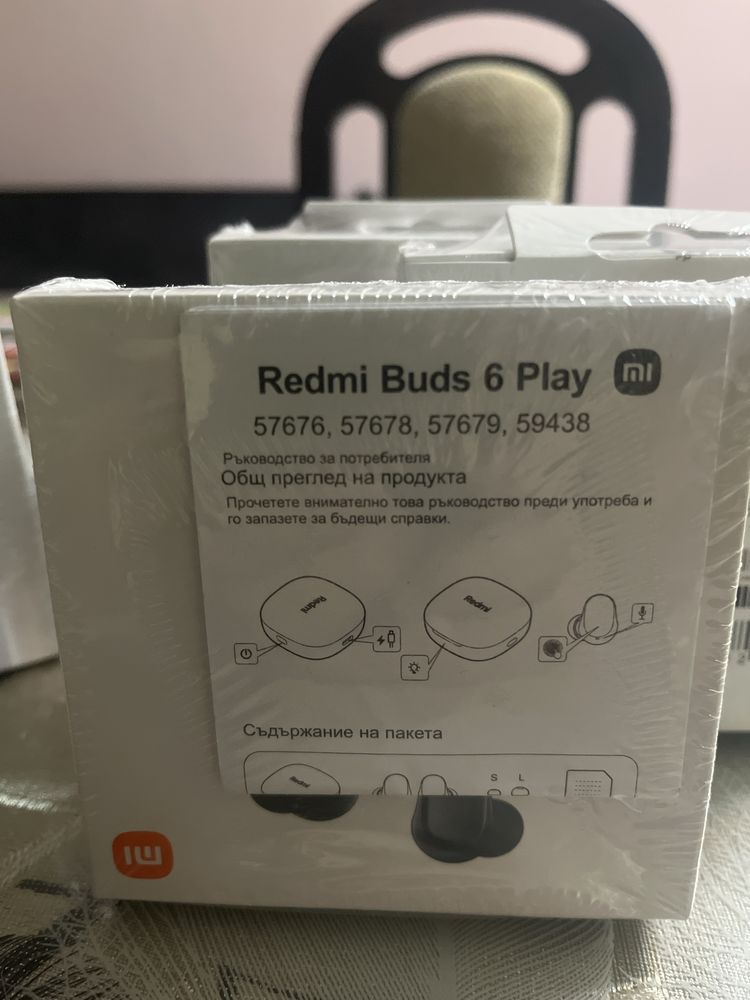 Redmi Buds 6 Play
57676, 57678, 57679, 59438
Ръководство за потребителя
Общ преглед на продукта
Прочетете внимателно това ръководство преди употреба и
го запазете за бъдещи справки.
Redmi
Redmi
Съдържание на пакета
Redmi
S L